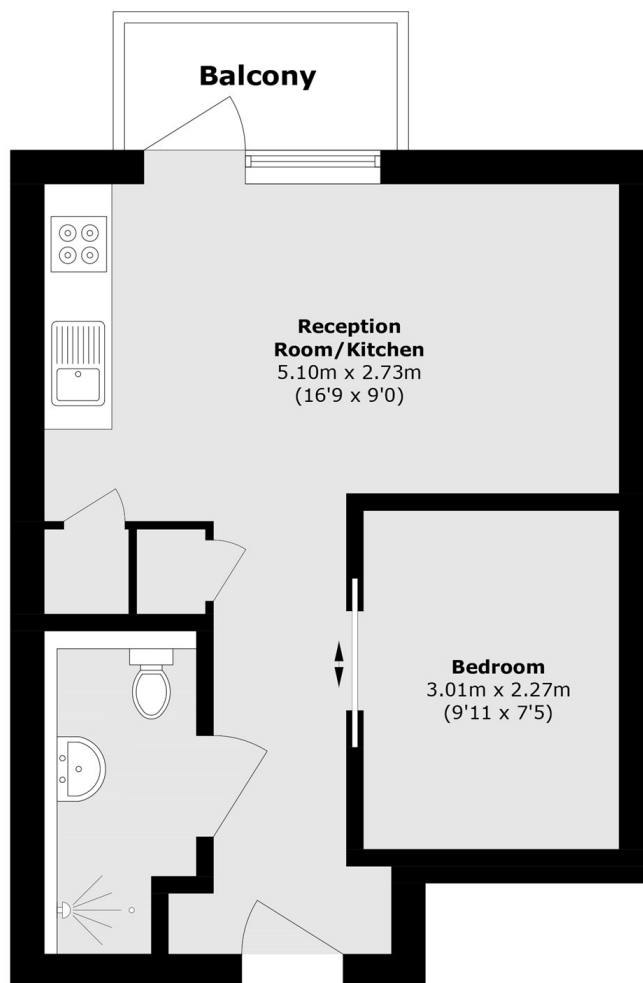 Balcony
Reception
Room/Kitchen
5.10m x 2.73m
(16'9 x 9'0)
Bedroom
3.01m x 2.27m
(9'11 x 7'5)